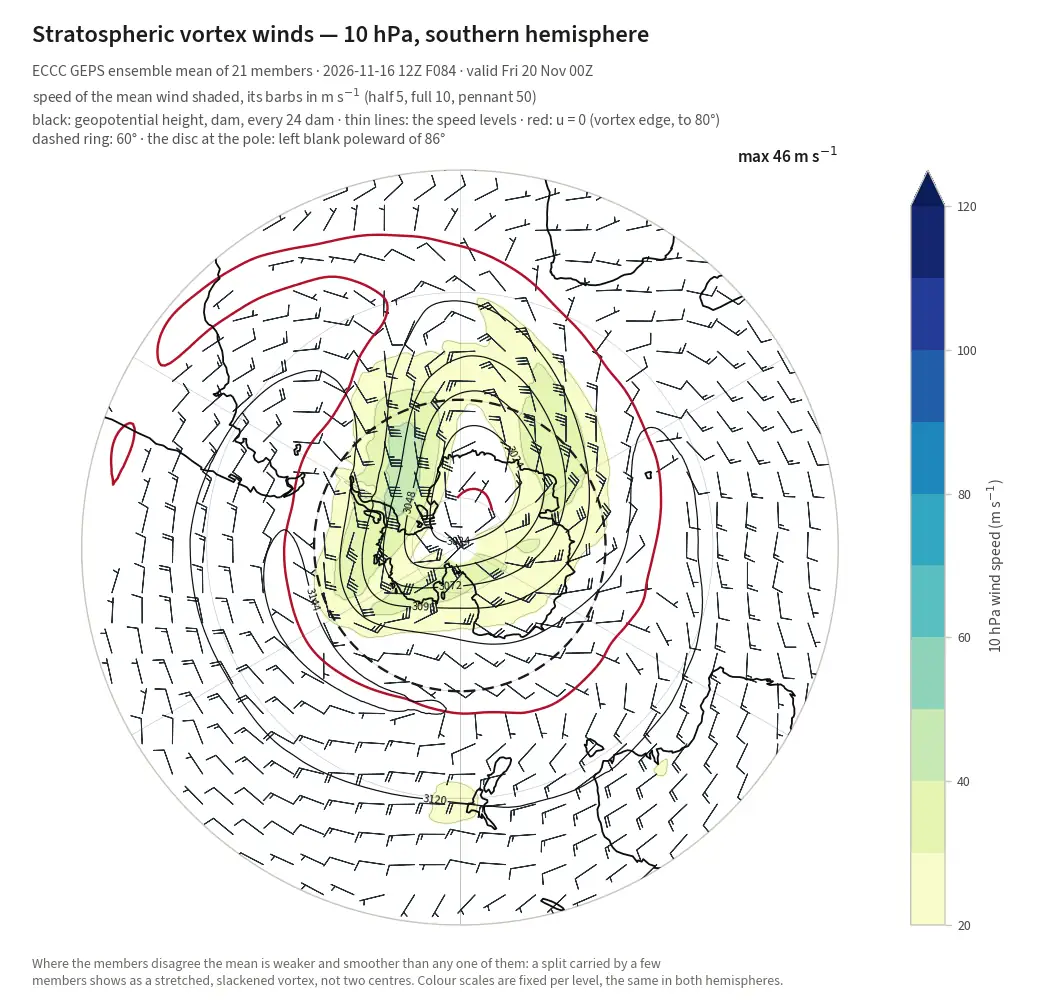 Stratospheric vortex winds — 10 hPa, southern hemisphere
ECCC GEPS ensemble mean of 21 members · 2026-11-16 12Z F084 · valid Fri 20 Nov 00Z
speed of the mean wind shaded, its barbs in m s⁻¹ (half 5, full 10, pennant 50)
black: geopotential height, dam, every 24 dam · thin lines: the speed levels · red: u = 0 (vortex edge, to 80°)
dashed ring: 60° · the disc at the pole: left blank poleward of 86°
max 46 m s⁻¹
120
100
80
60
40
20
10 hPa wind speed (m s⁻¹)
3048
3072
3144
3120
Where the members disagree the mean is weaker and smoother than any one of them: a split carried by a few
members shows as a stretched, slackened vortex, not two centres. Colour scales are fixed per level, the same in both hemispheres.